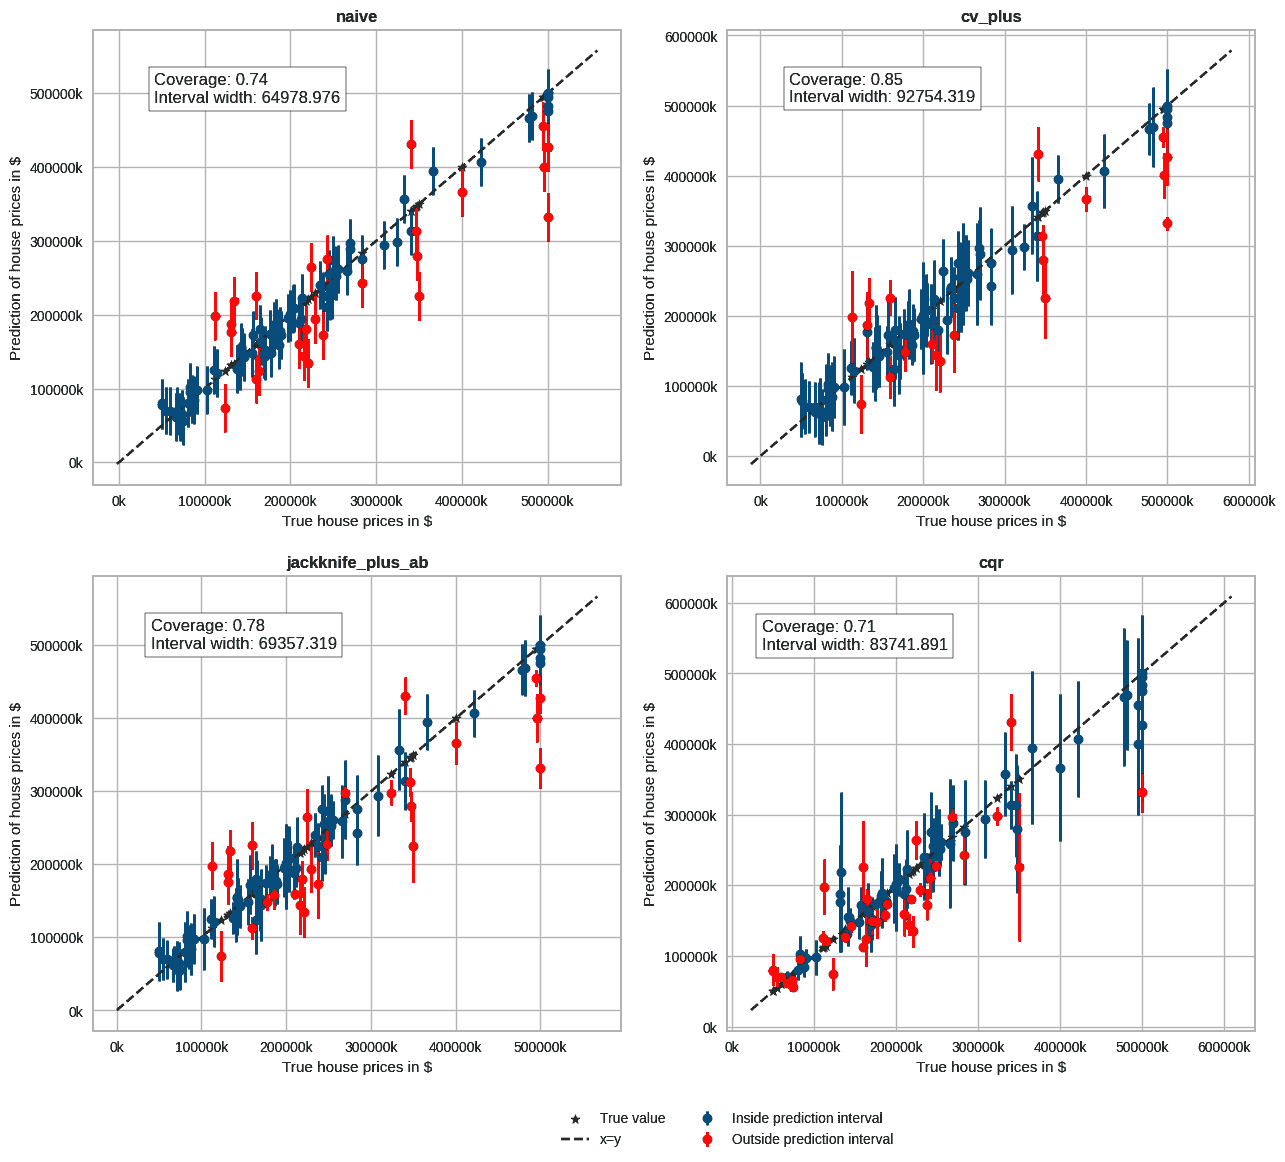 naive
Coverage: 0.74
Interval width: 64978.976
500000k
400000k
300000k
200000k
100000k
0k
Prediction of house prices in $
0k 100000k 200000k 300000k 400000k 500000k
True house prices in $
cv_plus
Coverage: 0.85
Interval width: 92754.319
600000k
500000k
400000k
300000k
200000k
100000k
0k
Prediction of house prices in $
0k 100000k 200000k 300000k 400000k 500000k 600000k
True house prices in $
jackknife_plus_ab
Coverage: 0.78
Interval width: 69357.319
500000k
400000k
300000k
200000k
100000k
0k
Prediction of house prices in $
0k 100000k 200000k 300000k 400000k 500000k
True house prices in $
cqr
Coverage: 0.71
Interval width: 83741.891
600000k
500000k
400000k
300000k
200000k
100000k
0k
Prediction of house prices in $
0k 100000k 200000k 300000k 400000k 500000k 600000k
True house prices in $
True value
x=y
Inside prediction interval
Outside prediction interval